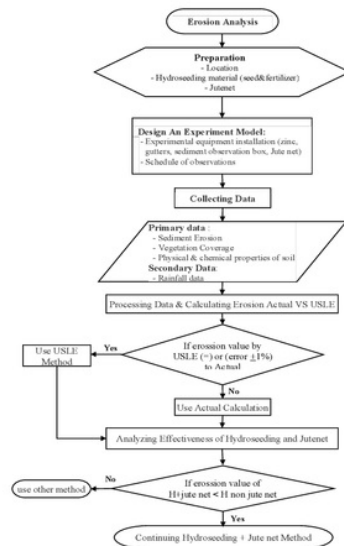 Erosion Analysis
Preparation
- Location
- Hydroseeding material (seed&fertilizer)
- Jutenet
Design An Experiment Model:
- Experimental equipment installation (zinc,
gutters, sediment observation box, Jute net)
- Schedule of observations
Collecting Data
Primary data :
- Sediment Erosion
- Vegetation Coverage
- Physical & chemical properties of soil
Secondary Data:
- Rainfall data
Processing Data & Calculating Erosion Actual VS USLE
If erossion value by
USLE (=) or (error ±1%)
to Actual
Yes
Use USLE
Method
No
Use Actual Calculation
Analyzing Effectiveness of Hydroseeding and Jutenet
If erossion value of
H+jute net < H non jute
net
No
use other method
Yes
Continuing Hydroseeding + Jute net Method